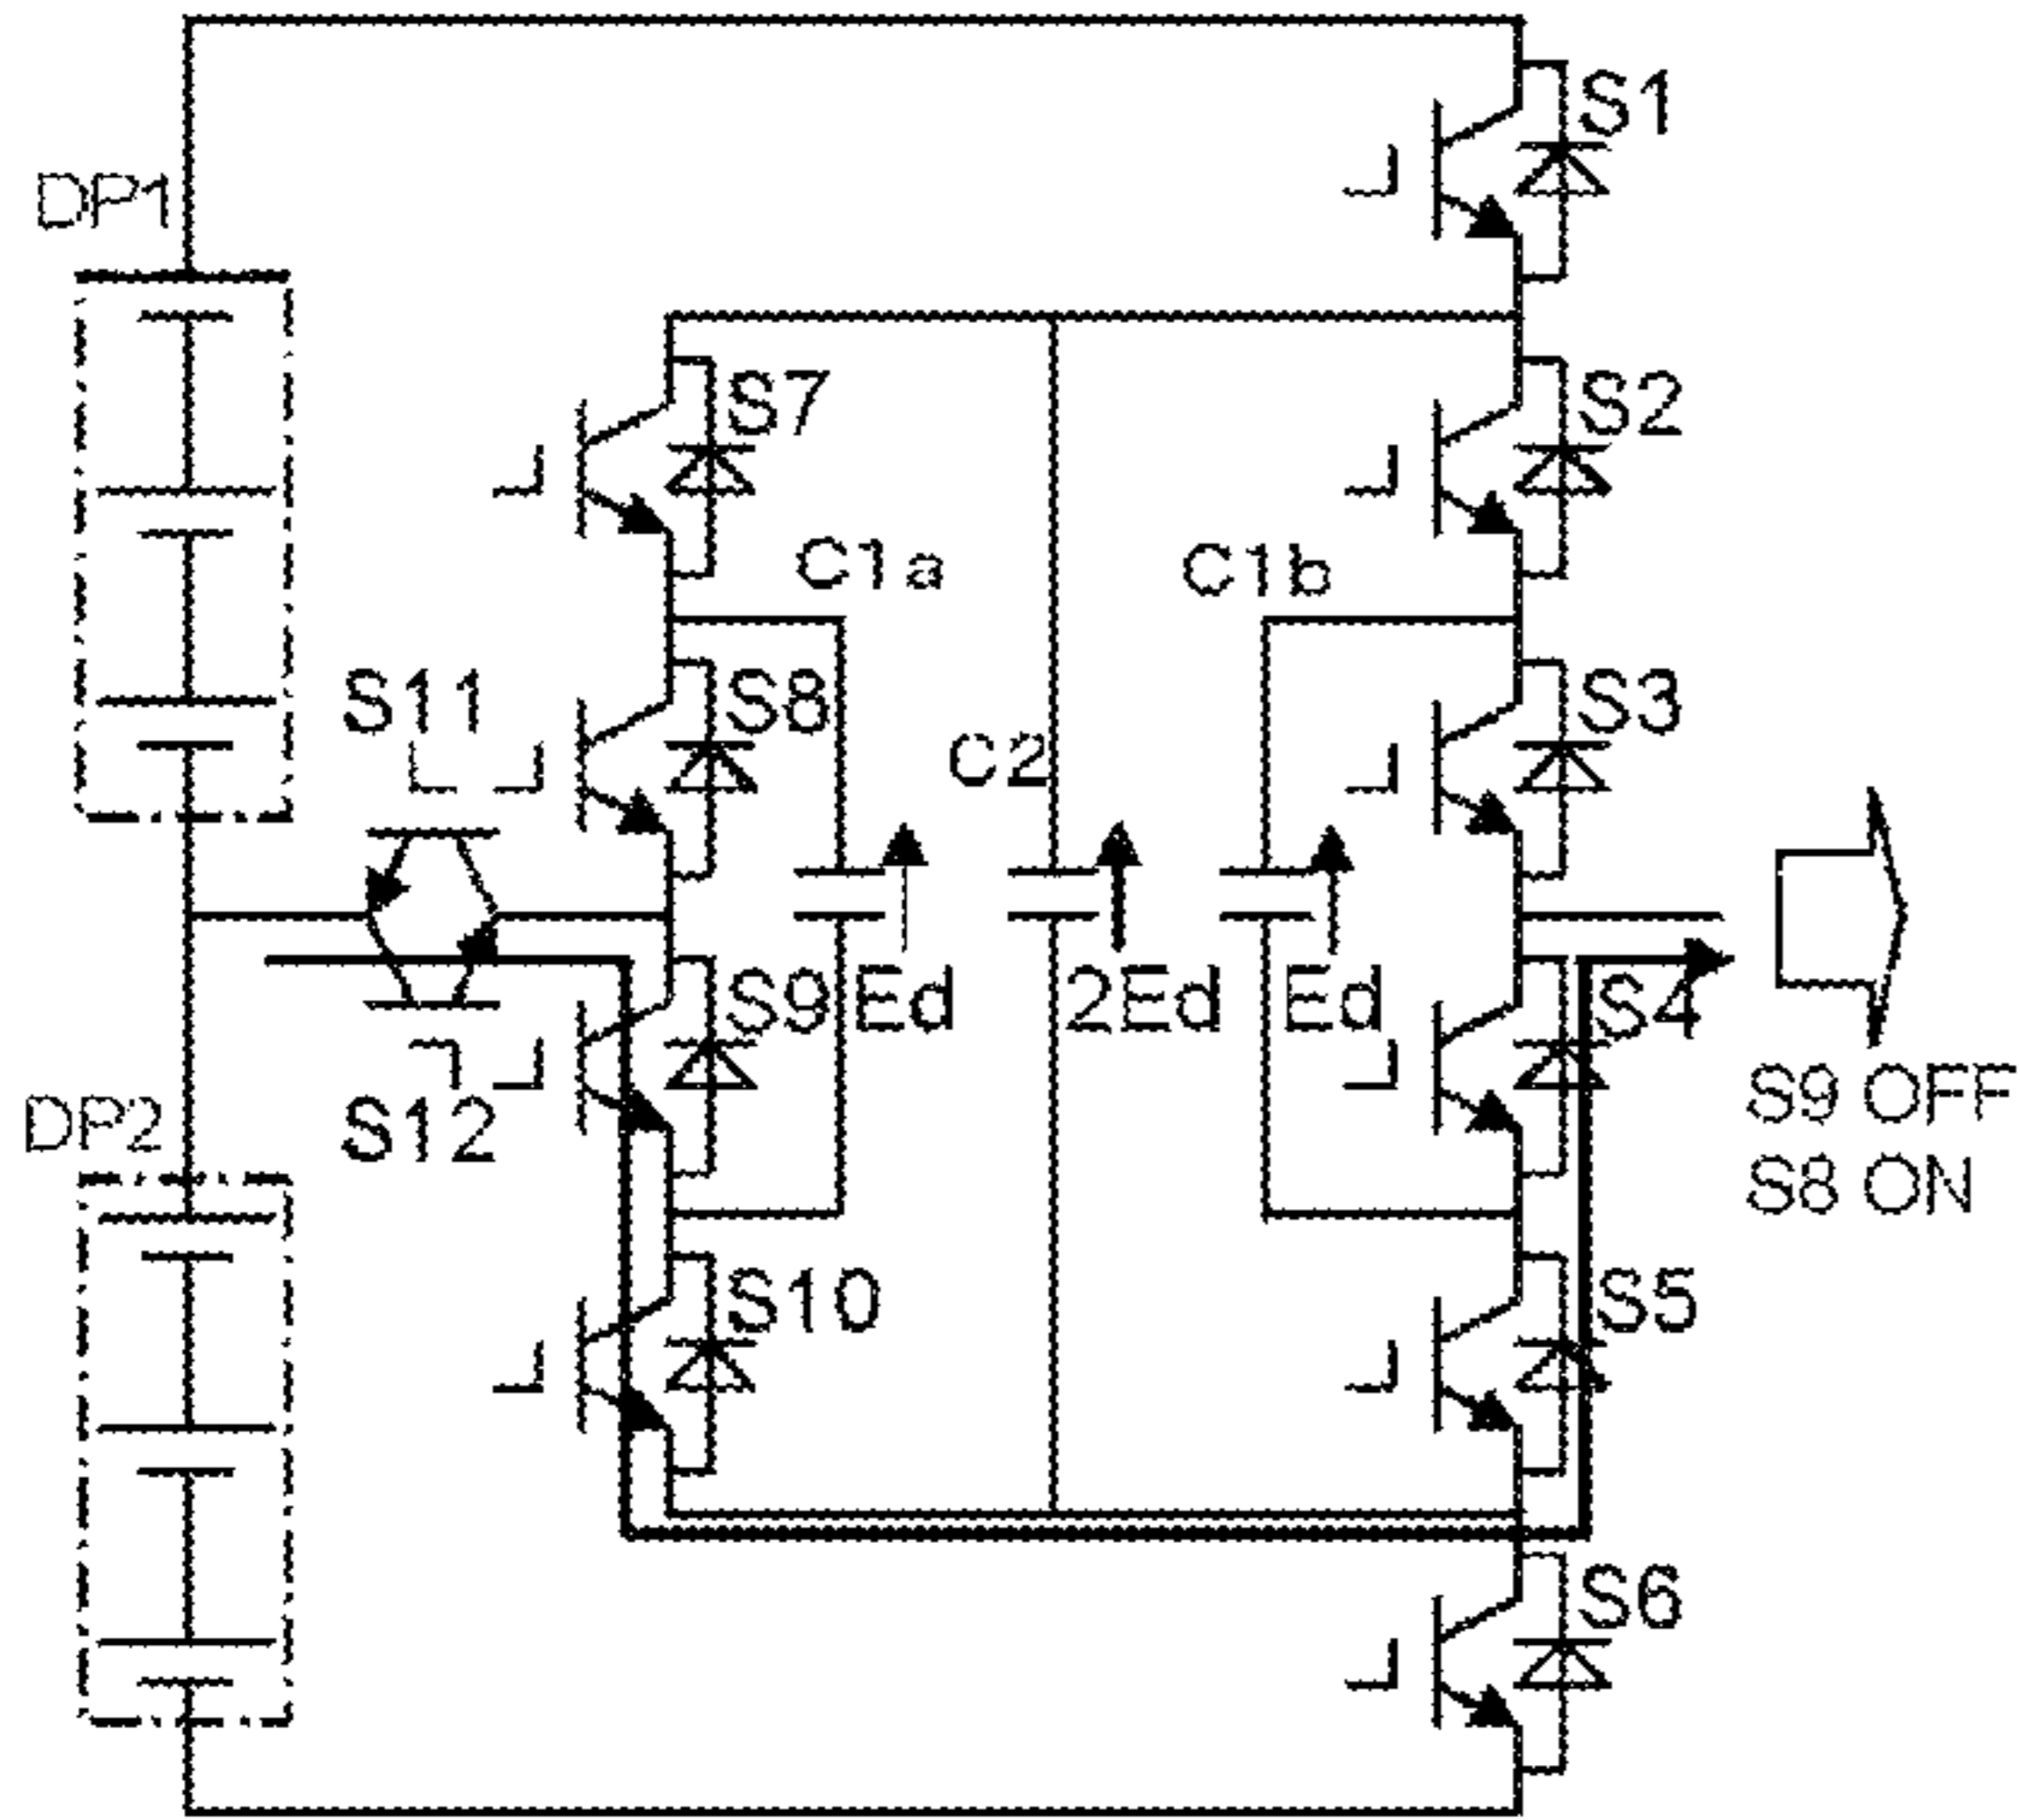 S1
DP1
S7
S2
C1a
C1b
S11
S8
S3
C2
S9
Ed
2Ed
Ed
S4
S9 OFF
DP2
S12
S8 ON
S10
S5
S6